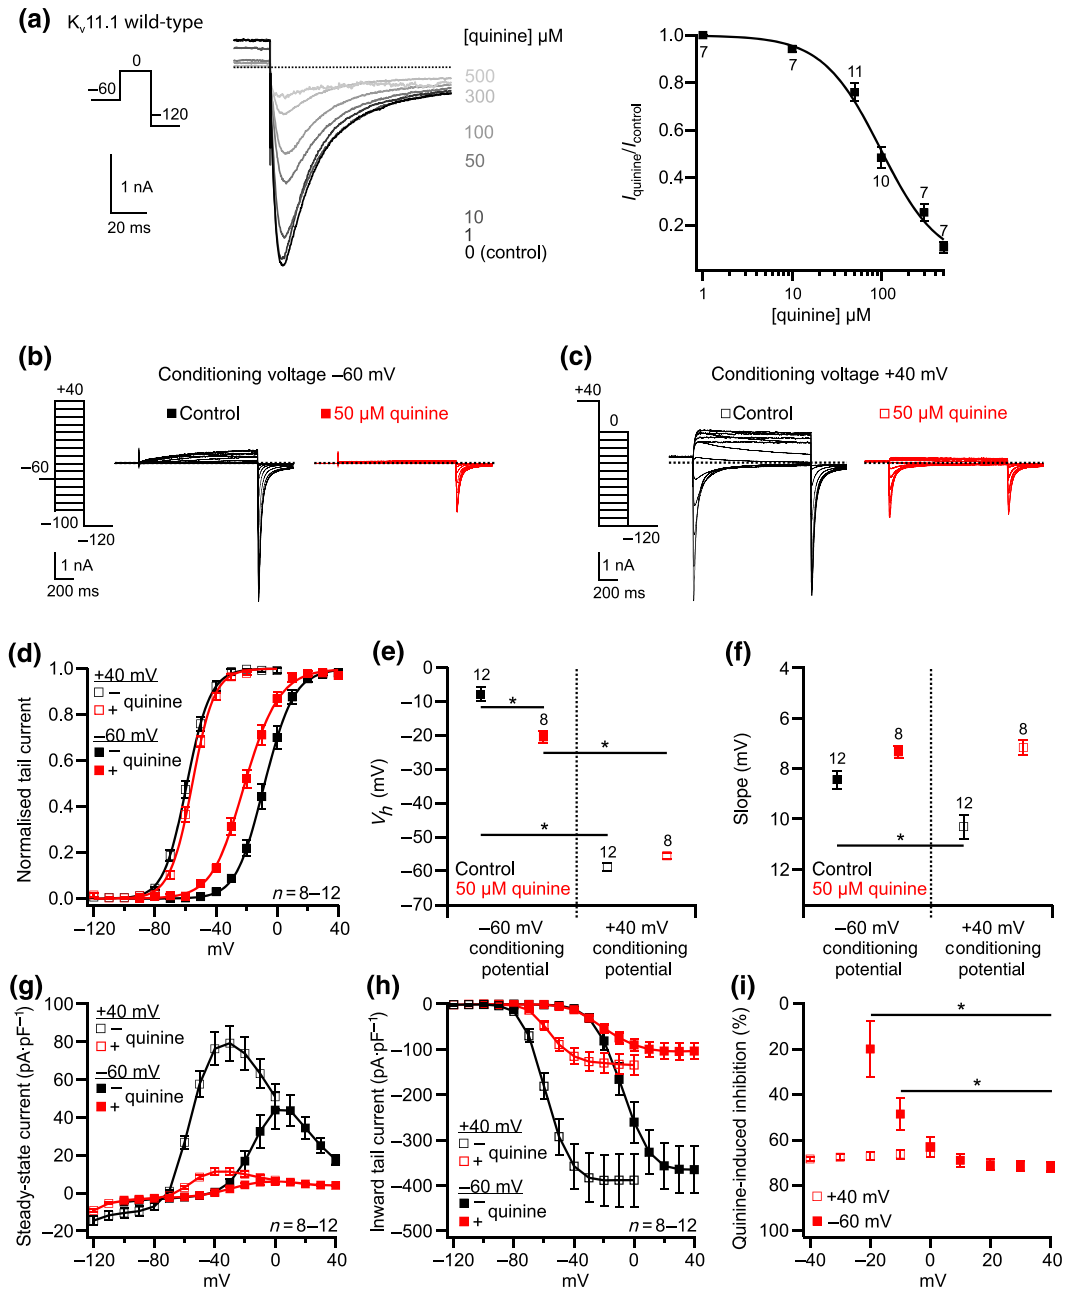 (a)
Kv11.1 wild-type
0
−60
−120
1 nA
20 ms
[quinine] µM
500
300
100
50
10
1
0 (control)
Iquinine/Icontrol
1.0
0.8
0.6
0.4
0.2
7
7
11
10
7
7
1
10
100
[quinine] µM
(b)
Conditioning voltage −60 mV
+40
−60
−100
−120
Control
50 µM quinine
1 nA
200 ms
(c)
Conditioning voltage +40 mV
+40
0
−120
Control
50 µM quinine
1 nA
200 ms
(d)
Normalised tail current
1.0
0.8
0.6
0.4
0.2
0.0
+40 mV
− quinine
+
−60 mV
− quinine
+
n = 8–12
−120
−80
−40
0
40
mV
(e)
Vh (mV)
0
−10
−20
−30
−40
−50
−60
−70
12
*
8
*
*
12
8
Control
50 µM quinine
−60 mV
conditioning
potential
+40 mV
conditioning
potential
(f)
Slope (mV)
4
6
8
10
12
12
8
8
12
*
Control
50 µM quinine
−60 mV
conditioning
potential
+40 mV
conditioning
potential
(g)
Steady-state current (pA·pF−1)
100
80
60
40
20
0
−20
+40 mV
− quinine
+
−60 mV
− quinine
+
n = 8–12
−120
−80
−40
0
40
mV
(h)
Inward tail current (pA·pF−1)
0
−100
−200
−300
−400
−500
+40 mV
− quinine
+
−60 mV
− quinine
+
n = 8–12
−120
−80
−40
0
40
mV
(i)
Quinine-induced inhibition (%)
0
20
40
60
80
100
*
*
+40 mV
−60 mV
−40
−20
0
20
40
mV